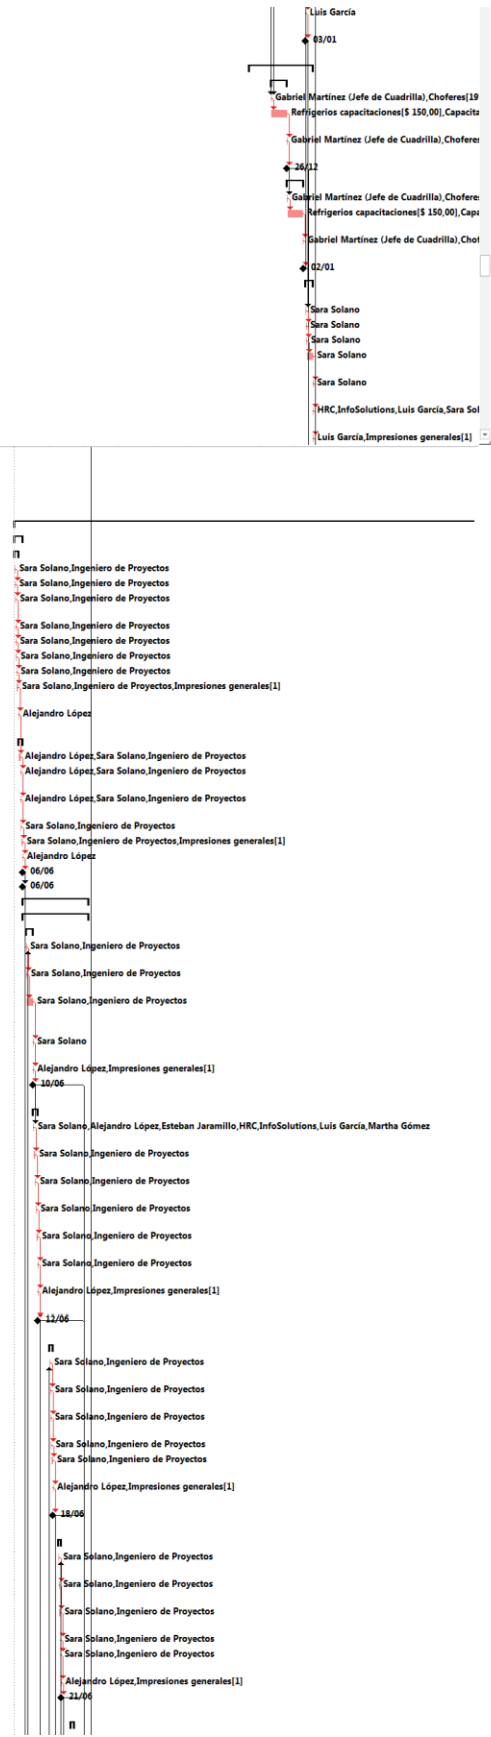 Luis García
03/01
Gabriel Martínez (Jefe de Cuadrilla),Choferes[19
Refrigerios capacitaciones[$ 150,00],Capacita
Gabriel Martínez (Jefe de Cuadrilla),Choferes
26/12
Gabriel Martínez (Jefe de Cuadrilla),Choferes
Refrigerios capacitaciones[$ 150,00],Capa
Gabriel Martínez (Jefe de Cuadrilla),Chof
02/01
Sara Solano
Sara Solano
Sara Solano
Sara Solano
Sara Solano
HRC,InfoSolutions,Luis García,Sara Sol
Luis García,Impresiones generales[1]
Sara Solano,Ingeniero de Proyectos
Sara Solano,Ingeniero de Proyectos
Sara Solano,Ingeniero de Proyectos
Sara Solano,Ingeniero de Proyectos
Sara Solano,Ingeniero de Proyectos
Sara Solano,Ingeniero de Proyectos
Sara Solano,Ingeniero de Proyectos
Sara Solano,Ingeniero de Proyectos,Impresiones generales[1]
Alejandro López
Alejandro López,Sara Solano,Ingeniero de Proyectos
Alejandro López,Sara Solano,Ingeniero de Proyectos
Alejandro López,Sara Solano,Ingeniero de Proyectos
Sara Solano,Ingeniero de Proyectos
Sara Solano,Ingeniero de Proyectos,Impresiones generales[1]
Alejandro López
06/06
06/06
Sara Solano,Ingeniero de Proyectos
Sara Solano,Ingeniero de Proyectos
Sara Solano,Ingeniero de Proyectos
Sara Solano
Alejandro López,Impresiones generales[1]
10/06
Sara Solano,Alejandro López,Esteban Jaramillo,HRC,InfoSolutions,Luis García,Martha Gómez
Sara Solano,Ingeniero de Proyectos
Sara Solano,Ingeniero de Proyectos
Sara Solano,Ingeniero de Proyectos
Sara Solano,Ingeniero de Proyectos
Sara Solano,Ingeniero de Proyectos
Alejandro López,Impresiones generales[1]
12/06
Sara Solano,Ingeniero de Proyectos
Sara Solano,Ingeniero de Proyectos
Sara Solano,Ingeniero de Proyectos
Sara Solano,Ingeniero de Proyectos
Sara Solano,Ingeniero de Proyectos
Alejandro López,Impresiones generales[1]
18/06
Sara Solano,Ingeniero de Proyectos
Sara Solano,Ingeniero de Proyectos
Sara Solano,Ingeniero de Proyectos
Sara Solano,Ingeniero de Proyectos
Sara Solano,Ingeniero de Proyectos
Alejandro López,Impresiones generales[1]
21/06